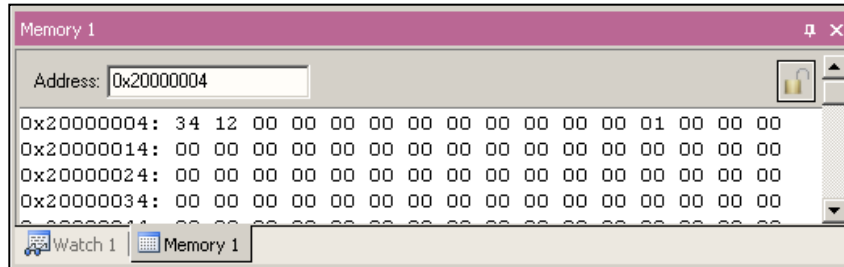 Memory 1
Address: 0x20000004
0x20000004: 34 12 00 00 00 00 00 00 00 00 00 00 01 00 00 00
0x20000014: 00 00 00 00 00 00 00 00 00 00 00 00 00 00 00 00
0x20000024: 00 00 00 00 00 00 00 00 00 00 00 00 00 00 00 00
0x20000034: 00 00 00 00 00 00 00 00 00 00 00 00 00 00 00 00
Watch 1 Memory 1